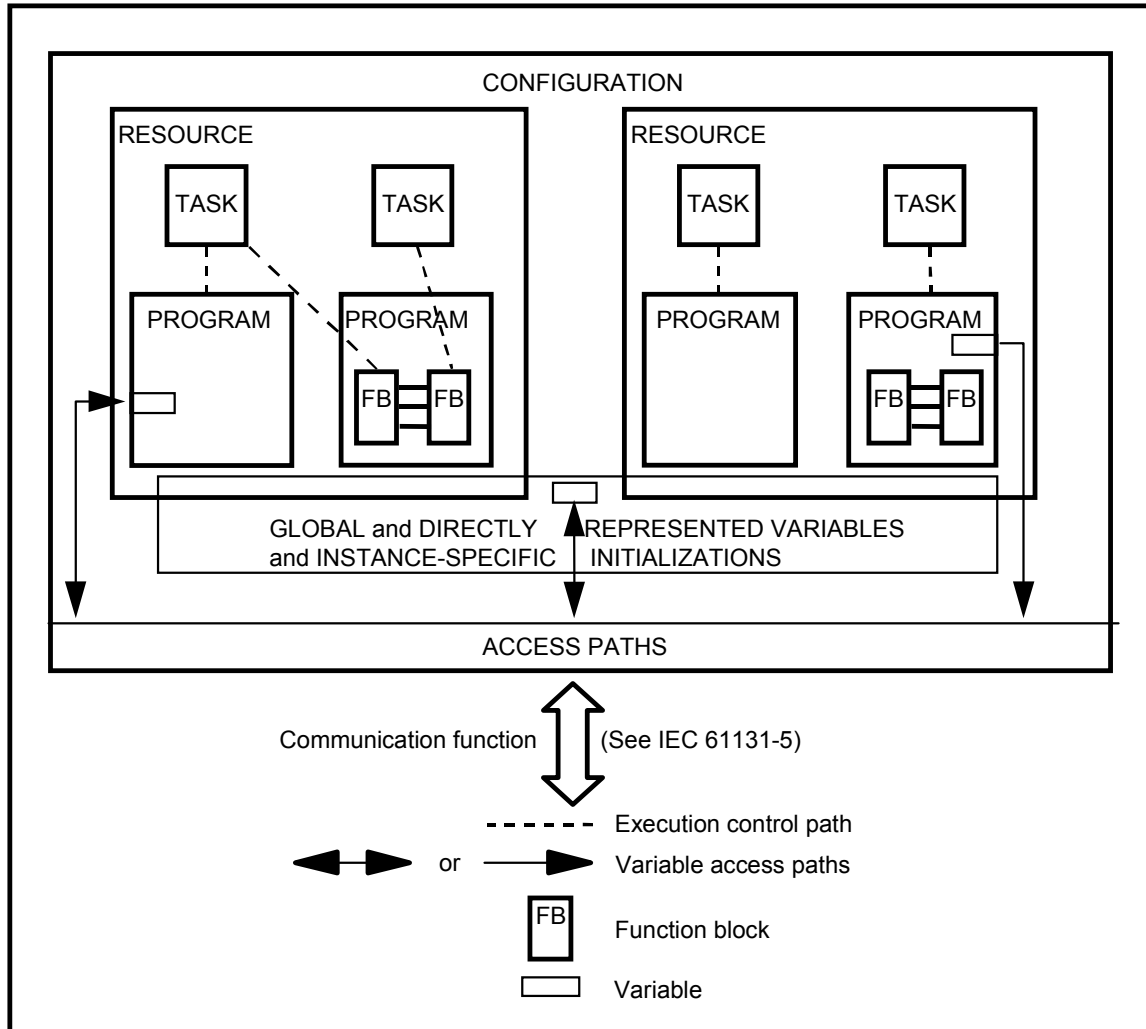 CONFIGURATION
RESOURCE RESOURCE
TASK TASK TASK TASK
PROGRAM PROGRAM PROGRAM PROGRAM
FB FB FB FB
GLOBAL and DIRECTLY REPRESENTED VARIABLES
and INSTANCE-SPECIFIC INITIALIZATIONS
ACCESS PATHS
Communication function (See IEC 61131-5)
Execution control path
or Variable access paths
FB Function block
Variable